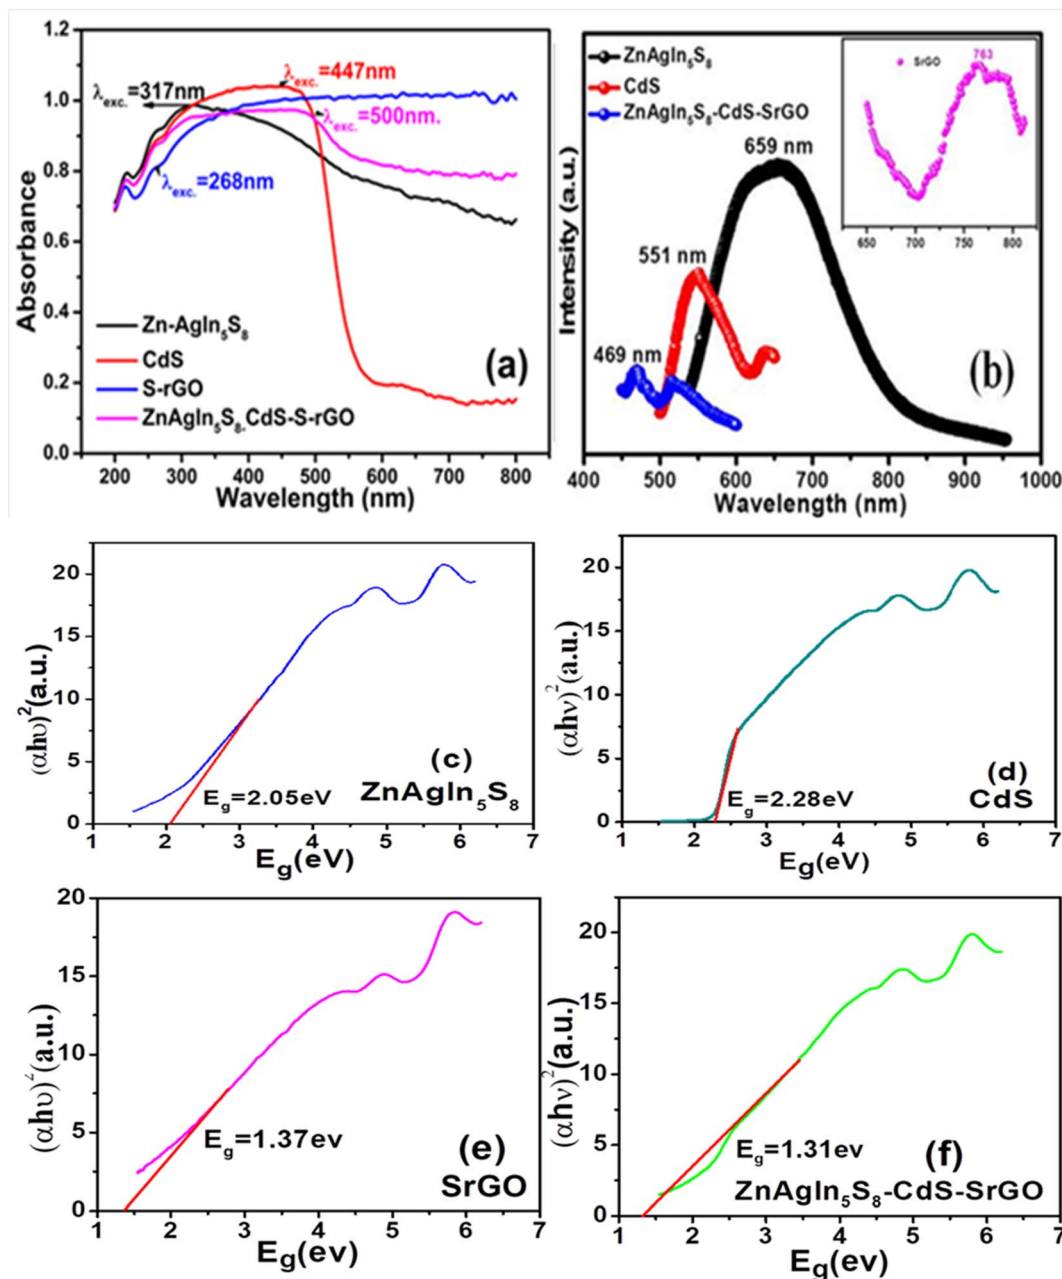 1.2
1.0
0.8
0.6
0.4
0.2
0.0
Absorbance
λexc.=447nm
λexc.=317nm
λexc.=500nm.
λexc.=268nm
Zn-AgIn5S8
CdS
S-rGO
ZnAgIn5S8-CdS-S-rGO
(a)
200 300 400 500 600 700 800
Wavelength (nm)
Intensity (a.u.)
ZnAgIn5S8
CdS
ZnAgIn5S8-CdS-SrGO
659 nm
551 nm
469 nm
SrGO
763
650 700 750 800
(b)
400 500 600 700 800 900 1000
Wavelength (nm)
20
15
10
5
0
(αhυ)2(a.u.)
(c)
ZnAgIn5S8
Eg=2.05eV
1 2 3 4 5 6 7
Eg(eV)
20
15
10
5
0
(αhν)2(a.u.)
(d)
CdS
Eg=2.28eV
1 2 3 4 5 6 7
Eg(eV)
20
15
10
5
0
(αhυ)2(a.u.)
Eg=1.37ev
(e)
SrGO
1 2 3 4 5 6 7
Eg(ev)
20
15
10
5
0
(αhν)2(a.u.)
Eg=1.31ev
(f)
ZnAgIn5S8-CdS-SrGO
1 2 3 4 5 6 7
Eg(ev)